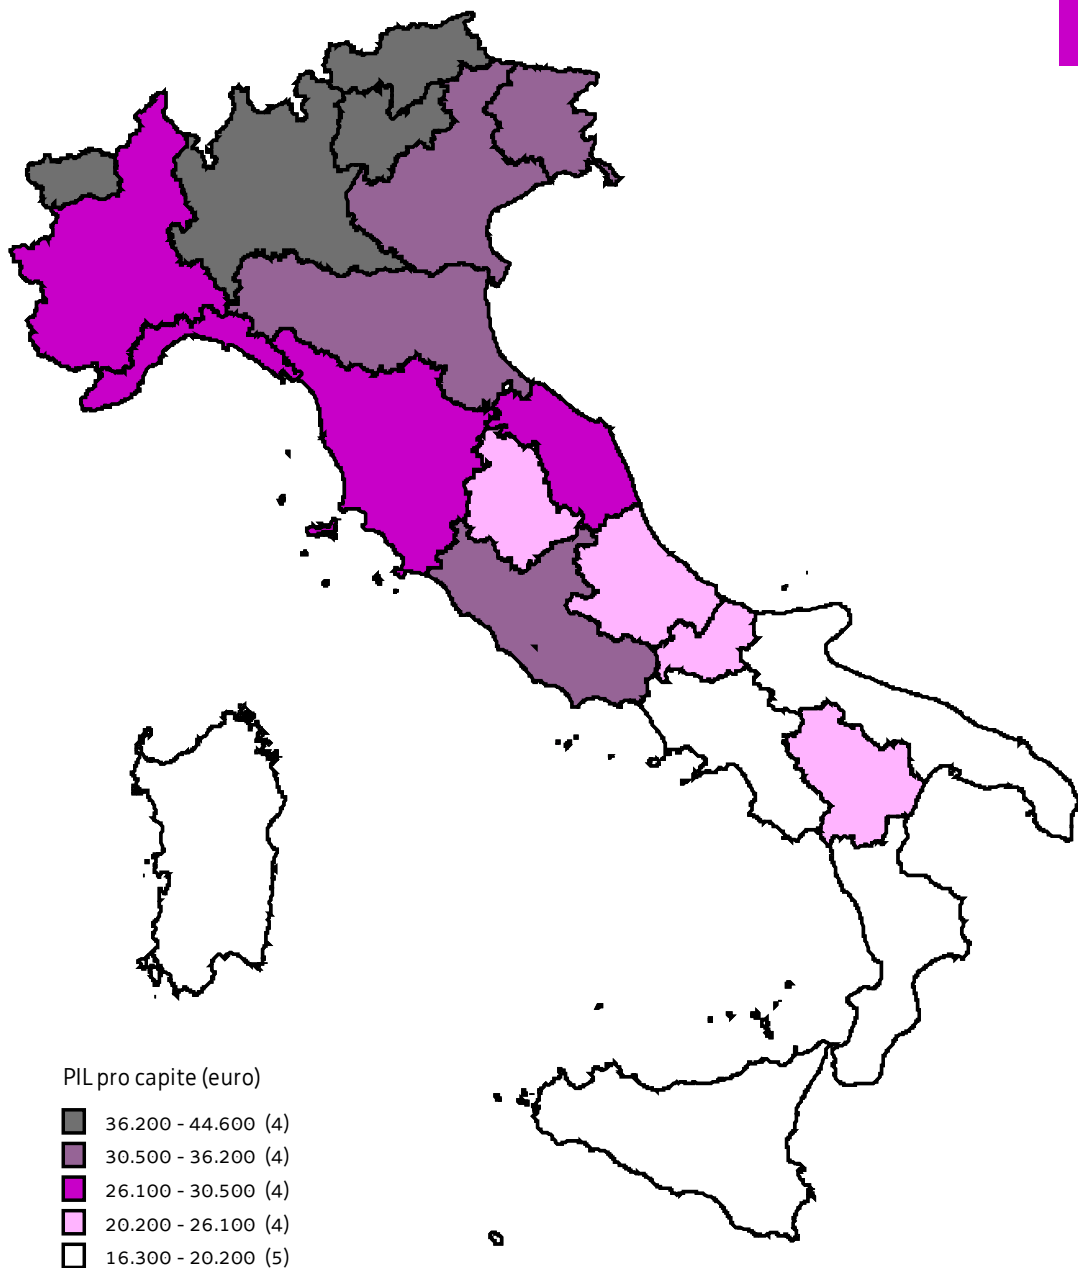 PIL pro capite (euro)
36.200 - 44.600 (4)
30.500 - 36.200 (4)
26.100 - 30.500 (4)
20.200 - 26.100 (4)
16.300 - 20.200 (5)